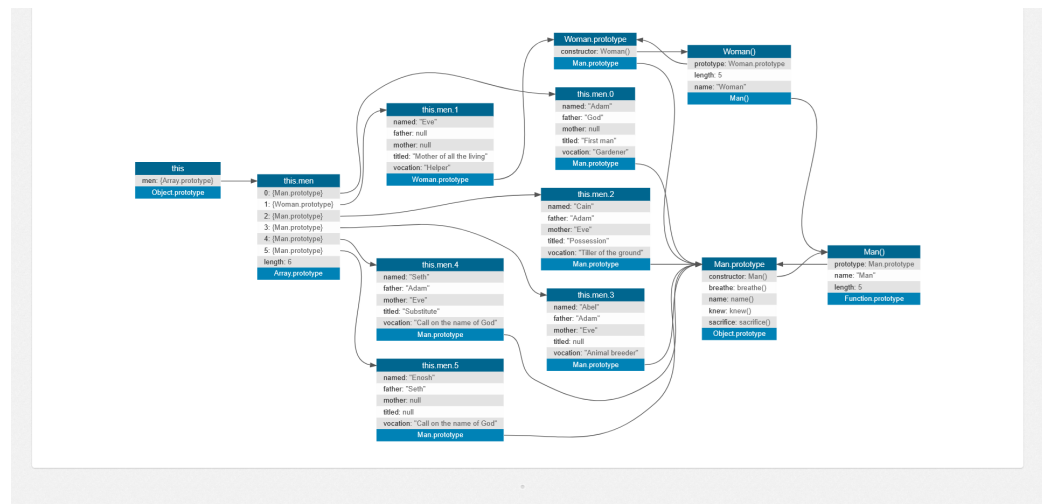 Woman.prototype
constructor: Woman()
Man.prototype
Woman()
prototype: Woman.prototype
length: 5
name: "Woman"
Man()
this.men.0
named: "Adam"
father: "God"
mother: null
titled: "First man"
vocation: "Gardener"
Man.prototype
this.men.1
named: "Eve"
father: null
mother: null
titled: "Mother of all the living"
vocation: "Helper"
Woman.prototype
this
men: {Array.prototype}
Object.prototype
this.men
0: {Man.prototype}
1: {Woman.prototype}
2: {Man.prototype}
3: {Man.prototype}
4: {Man.prototype}
5: {Man.prototype}
length: 6
Array.prototype
this.men.2
named: "Cain"
father: "Adam"
mother: "Eve"
titled: "Possession"
vocation: "Tiller of the ground"
Man.prototype
Man()
prototype: Man.prototype
name: "Man"
length: 5
Function.prototype
Man.prototype
constructor: Man()
breathe: breathe()
name: name()
knew: knew()
sacrifice: sacrifice()
Object.prototype
this.men.4
named: "Seth"
father: "Adam"
mother: "Eve"
titled: "Substitute"
vocation: "Call on the name of God"
Man.prototype
this.men.3
named: "Abel"
father: "Adam"
mother: "Eve"
titled: null
vocation: "Animal breeder"
Man.prototype
this.men.5
named: "Enosh"
father: "Seth"
mother: null
titled: null
vocation: "Call on the name of God"
Man.prototype